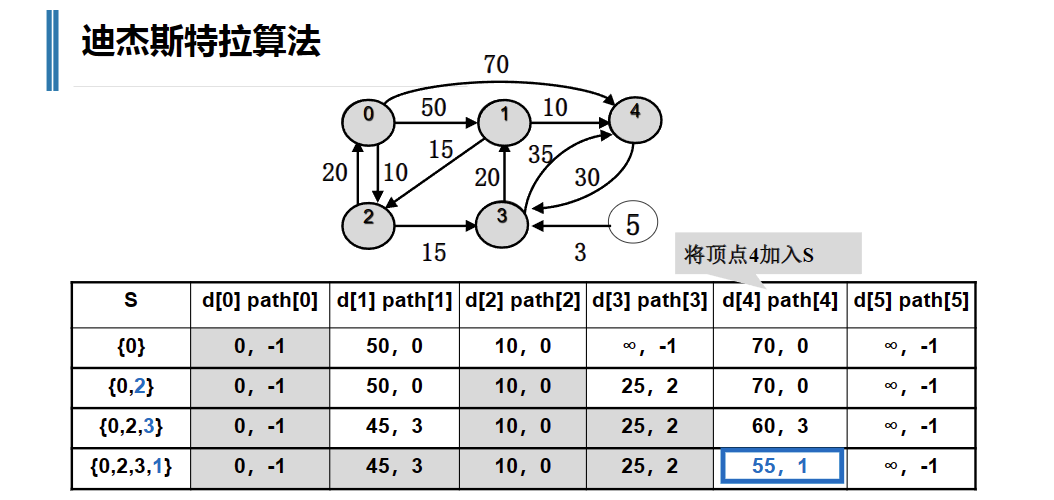 迪杰斯特拉算法
70
0 50 1 10 4
15 35
20 10 20 30
2 3 5
15 3
将顶点4加入S
S d[0] path[0] d[1] path[1] d[2] path[2] d[3] path[3] d[4] path[4] d[5] path[5]
{0} 0，-1 50，0 10，0 ∞，-1 70，0 ∞，-1
{0,2} 0，-1 50，0 10，0 25，2 70，0 ∞，-1
{0,2,3} 0，-1 45，3 10，0 25，2 60，3 ∞，-1
{0,2,3,1} 0，-1 45，3 10，0 25，2 55，1 ∞，-1